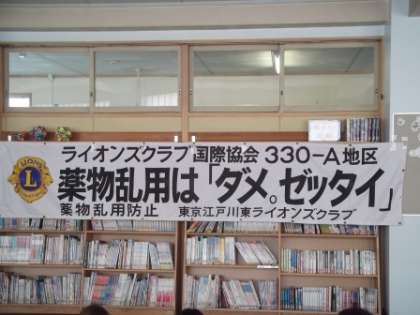 ライオンズクラブ国際協会 330-A地区
薬物乱用は「ダメ。ゼッタイ」
薬物乱用防止 東京江戸川東ライオンズクラブ
LIONS
L